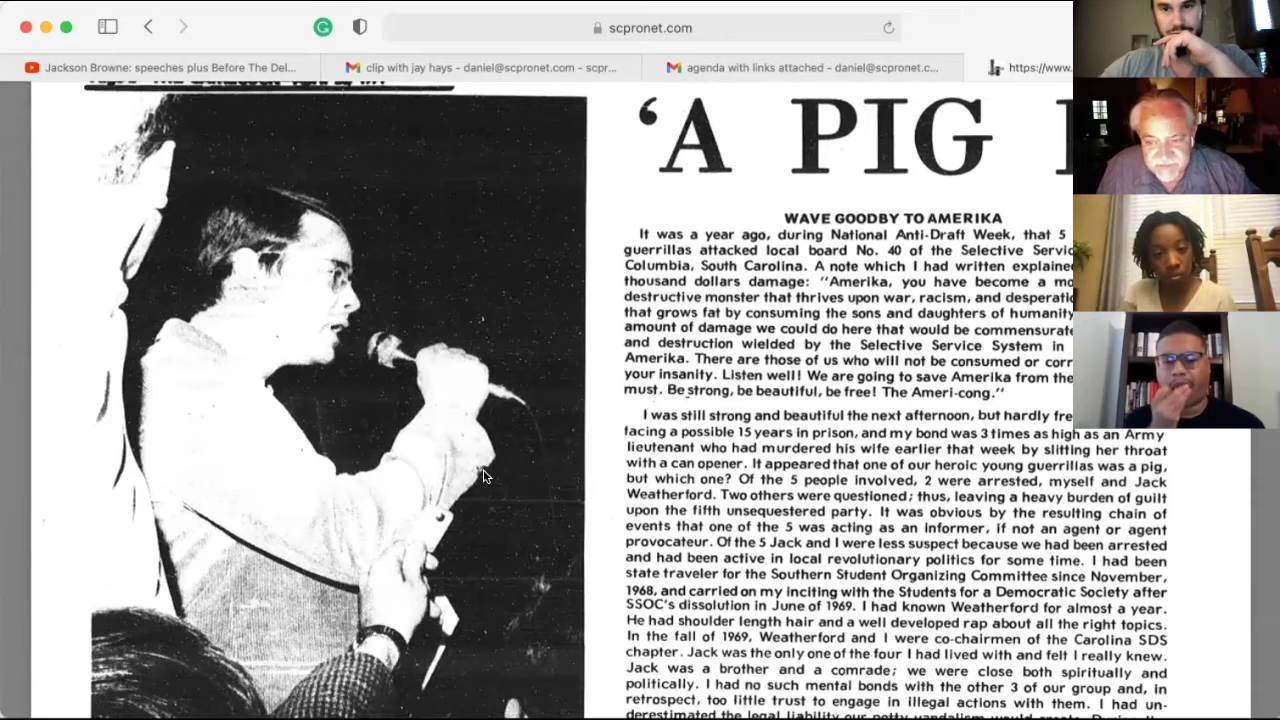 scpronet.com
Jackson Browne: speeches plus Before The Del...
clip with jay hays - daniel@scpronet.com - scpr...
agenda with links attached - daniel@scpronet.c...
https://www.
‘A PIG
WAVE GOODBY TO AMERIKA
It was a year ago, during National Anti-Draft Week, that 5
guerrillas attacked local board No. 40 of the Selective
Columbia, South Carolina. A note which I had written
thousand dollars damage: "Amerika, you have become a
destructive monster that thrives upon war, racism, and
that grows fat by consuming the sons and daughters of humanity
amount of damage we could do here that would be
and destruction wielded by the Selective Service System in
Amerika. There are those of us who will not be consumed or
your insanity. Listen well! We are going to save Amerika from the
must. Be strong, be beautiful, be free! The Ameri-cong."
I was still strong and beautiful the next afternoon, but hardly
facing a possible 15 years in prison, and my bond was 3 times as high as an Army
lieutenant who had murdered his wife earlier that week by slitting her throat
with a can opener. It appeared that one of our heroic young guerrillas was a pig,
but which one? Of the 5 people involved, 2 were arrested, myself and Jack
Weatherford. Two others were questioned; thus, leaving a heavy burden of guilt
upon the fifth unsequestered party. It was obvious by the resulting chain of
events that one of the 5 was acting as an informer, if not an agent or agent
provocateur. Of the 5 Jack and I were less suspect because we had been arrested
and had been active in local revolutionary politics for some time. I had been
state traveler for the Southern Student Organizing Committee since November,
1968, and carried on my inciting with the Students for a Democratic Society after
SSOC's dissolution in June of 1969. I had known Weatherford for almost a year.
He had shoulder length hair and a well developed rap about all the right topics.
In the fall of 1969, Weatherford and I were co-chairmen of the Carolina SDS
chapter. Jack was the only one of the four I had lived with and felt I really knew.
Jack was a brother and a comrade; we were close both spiritually and
politically. I had no such mental bonds with the other 3 of our group and, in
retrospect, too little trust to engage in illegal actions with them. I had un-
derestimated the legal liability our petty vandalism would